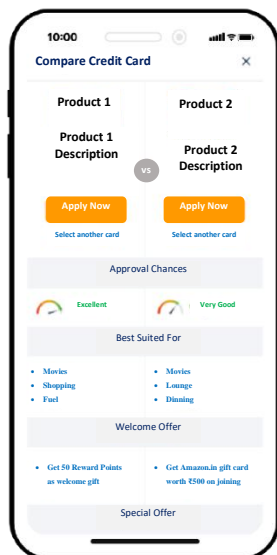 10:00
Compare Credit Card ×
Product 1
Product 2
Product 1
Description
Product 2
Description
vs
Apply Now
Apply Now
Select another card
Select another card
Approval Chances
Excellent
Very Good
Best Suited For
• Movies
• Shopping
• Fuel
• Movies
• Lounge
• Dinning
Welcome Offer
• Get 50 Reward Points
as welcome gift
• Get Amazon.in gift card
worth ₹500 on joining
Special Offer